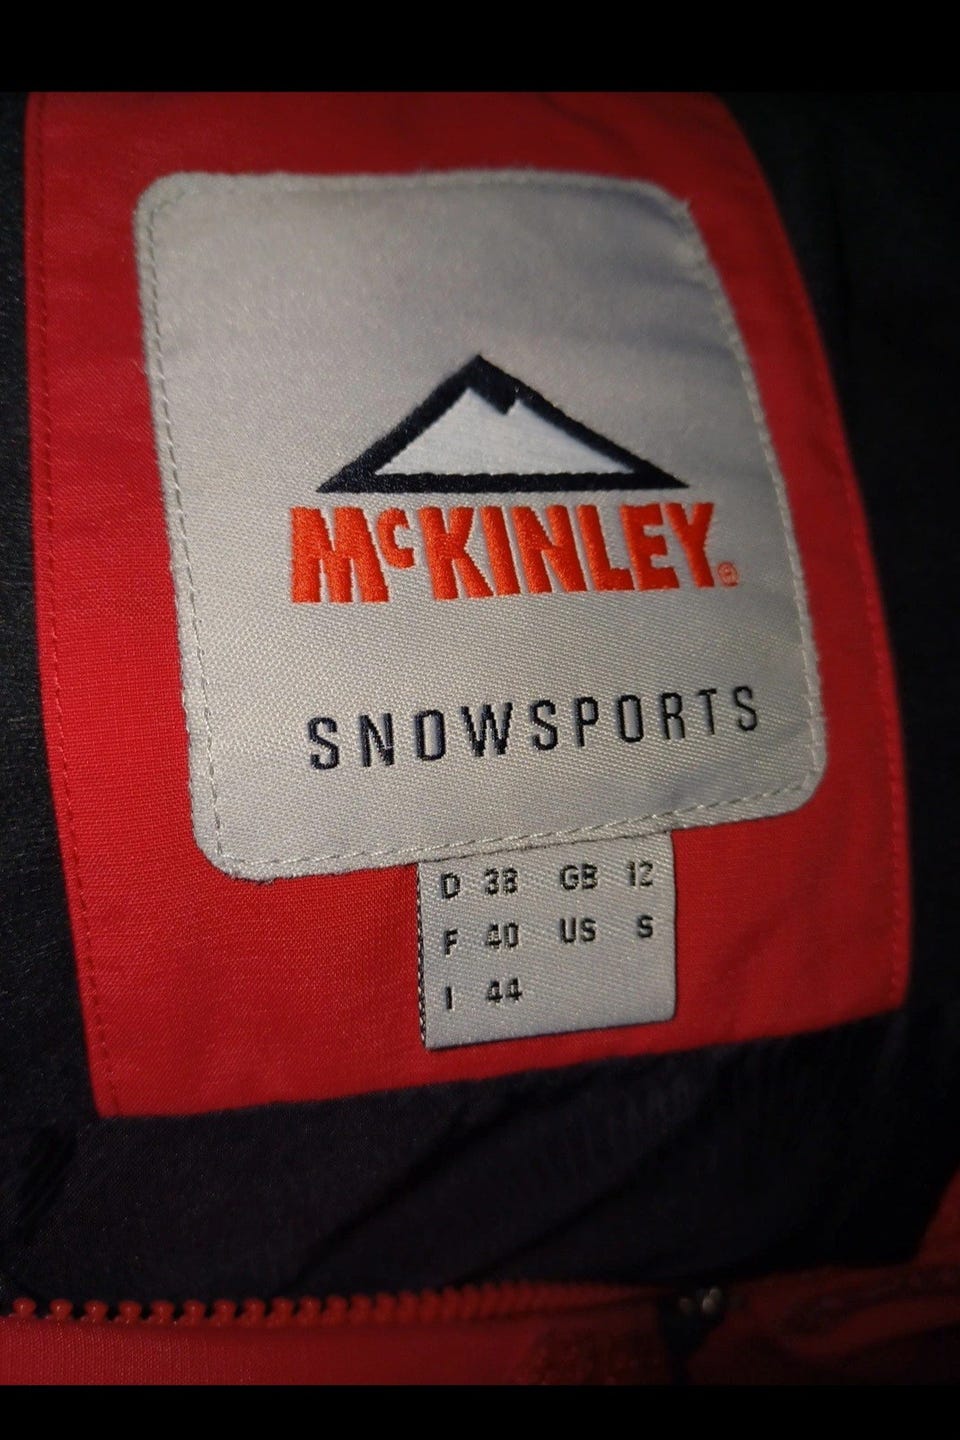 McKINLEY®
SNOWSPORTS
D 38 GB 12
F 40 US S
I 44